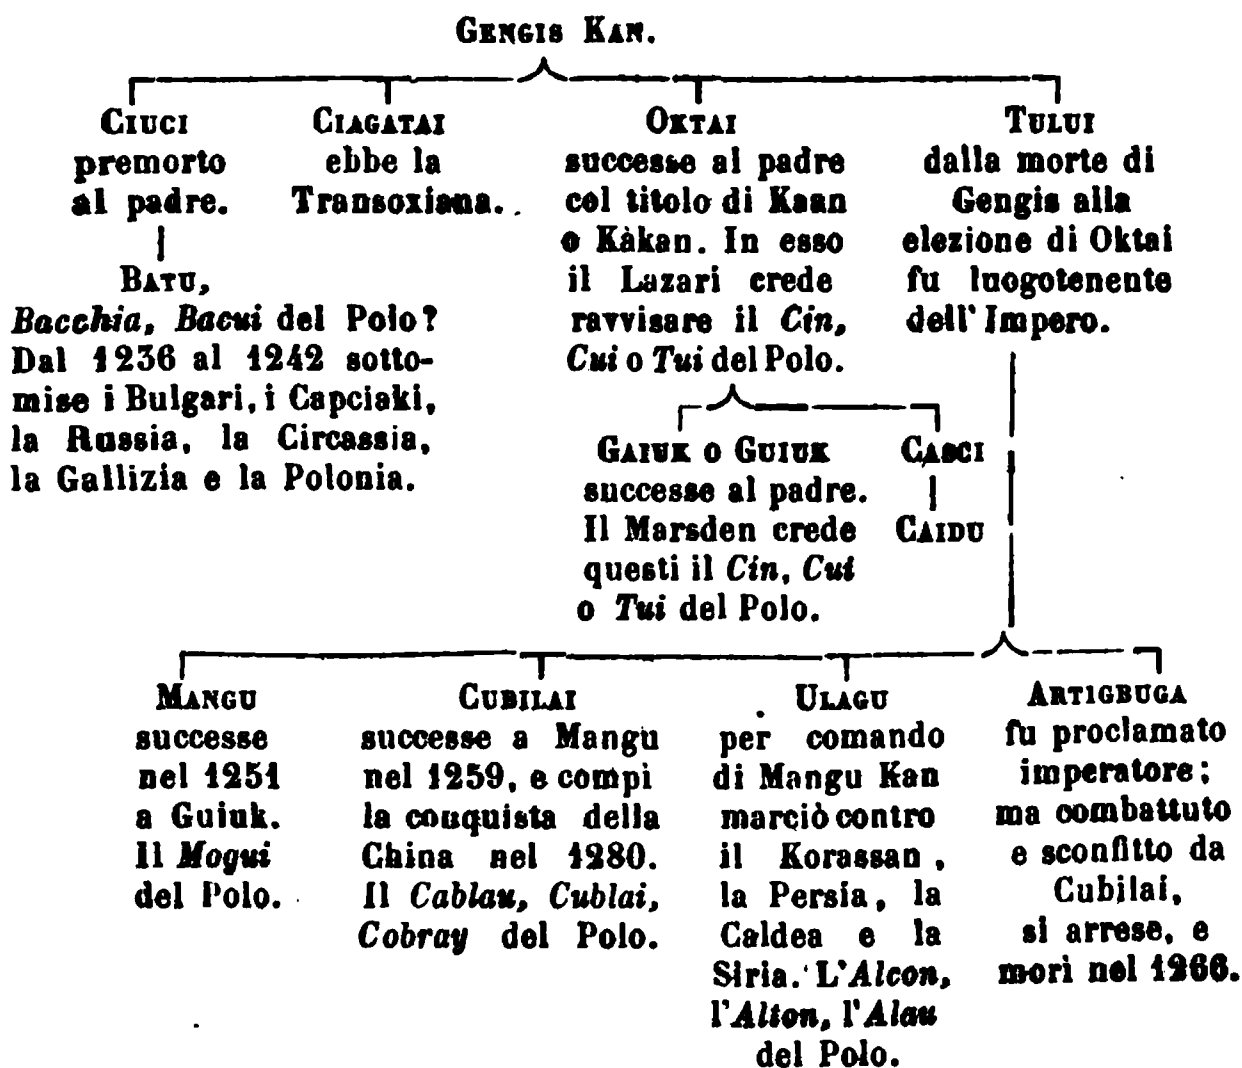 GENGIS KAN.
CIUCI
premorto
al padre.
BATU,
Bacchia, Bacui del Polo?
Dal 1236 al 1242 sotto-
mise i Bulgari, i Capciaki,
la Russia, la Circassia,
la Gallizia e la Polonia.
CIAGATAI
ebbe la
Transoxiana.
OKTAI
successe al padre
col titolo di Kaan
o Kàkan. In esso
il Lazari crede
ravvisare il Cin,
Cui o Tui del Polo.
GAIUK O GUIUK
successe al padre.
Il Marsden crede
questi il Cin, Cui
o Tui del Polo.
CASCI
CAIDU
TULUI
dalla morte di
Gengis alla
elezione di Oktai
fu luogotenente
dell'Impero.
MANGU
successe
nel 1251
a Guiuk.
Il Mogui
del Polo.
CUBILAI
successe a Mangu
nel 1259, e compì
la conquista della
China nel 1280.
Il Cablau, Cublai,
Cobray del Polo.
ULAGU
per comando
di Mangu Kan
marciò contro
il Korassan,
la Persia, la
Caldea e la
Siria. L'Alcon,
l'Alton, l'Alau
del Polo.
ARTIGBUGA
fu proclamato
imperatore;
ma combattuto
e sconfitto da
Cubilai,
si arrese, e
morì nel 1266.